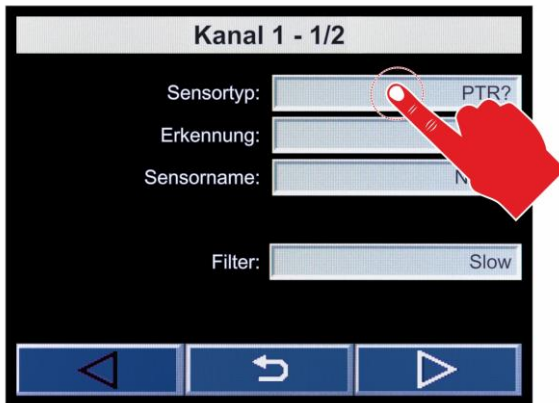 Kanal 1 - 1/2
Sensortyp: PTR?
Erkennung:
Sensorname:
Filter: Slow